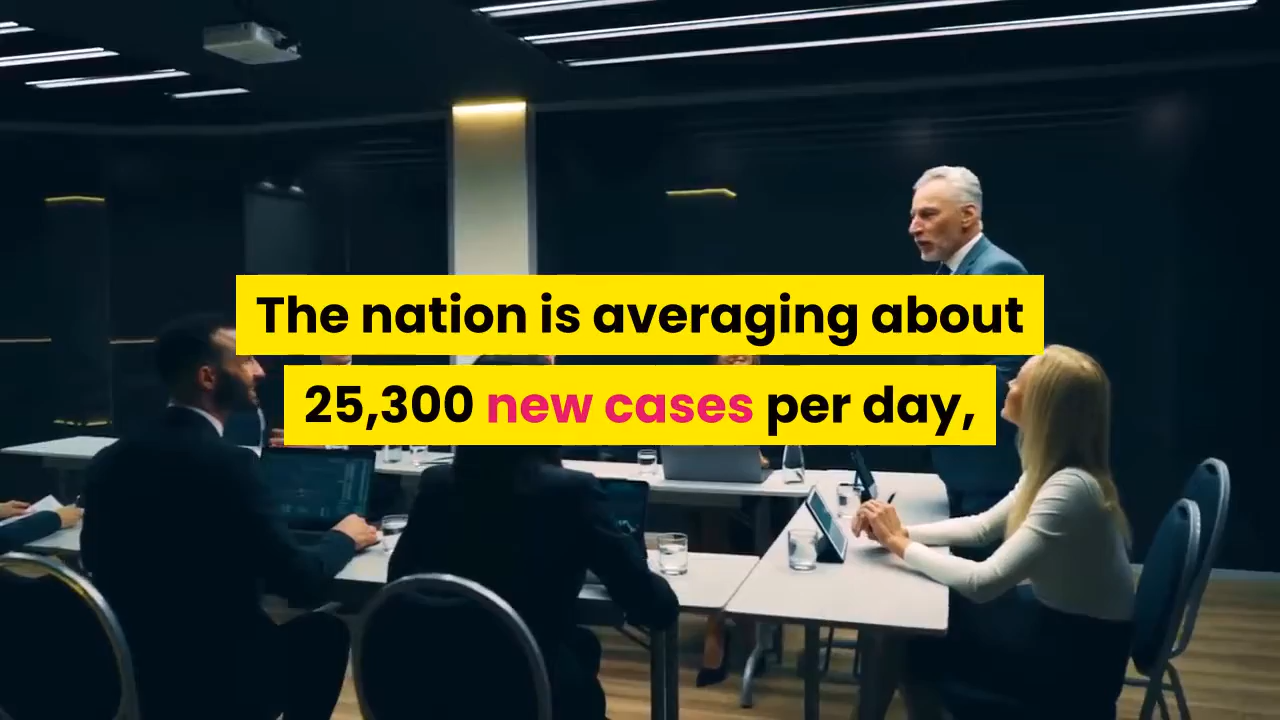 The nation is averaging about
25,300 new cases per day,